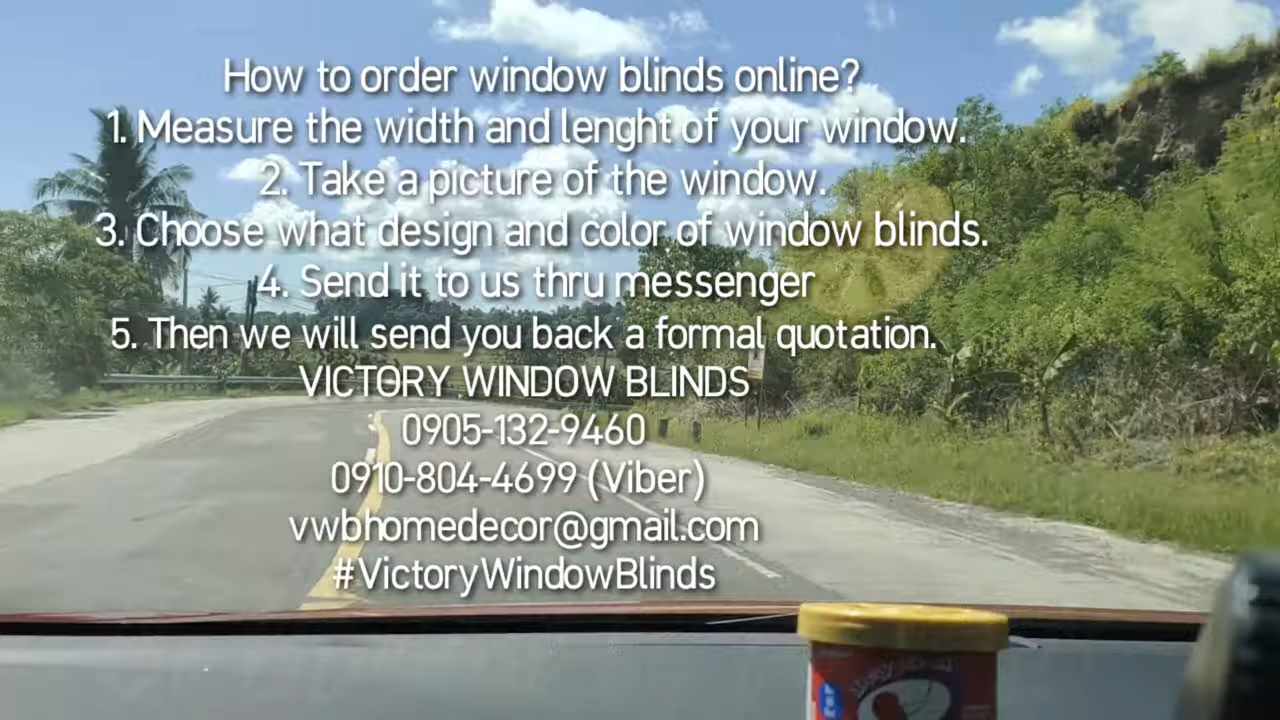 How to order window blinds online?
1. Measure the width and lenght of your window.
2. Take a picture of the window.
3. Choose what design and color of window blinds.
4. Send it to us thru messenger
5. Then we will send you back a formal quotation.
VICTORY WINDOW BLINDS
0905-132-9460
0910-804-4699 (Viber)
vwbhomedecor@gmail.com
#VictoryWindowBlinds